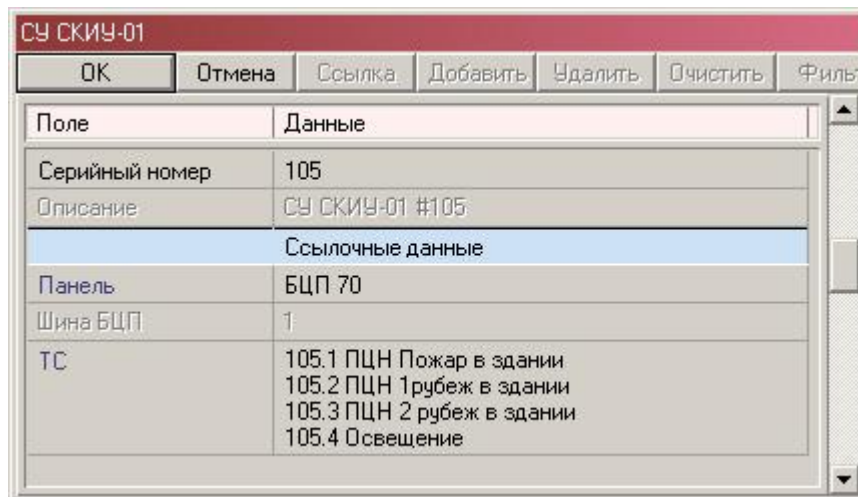 СУ СКИУ-01
OK Отмена Ссылка Добавить Удалить Очистить
Поле Данные
Серийный номер 105
Описание СУ СКИУ-01 #105
Ссылочные данные
Панель БЦП 70
Шина БЦП 1
ТС 105.1 ПЦН Пожар в здании
105.2 ПЦН 1рубеж в здании
105.3 ПЦН 2 рубеж в здании
105.4 Освещение